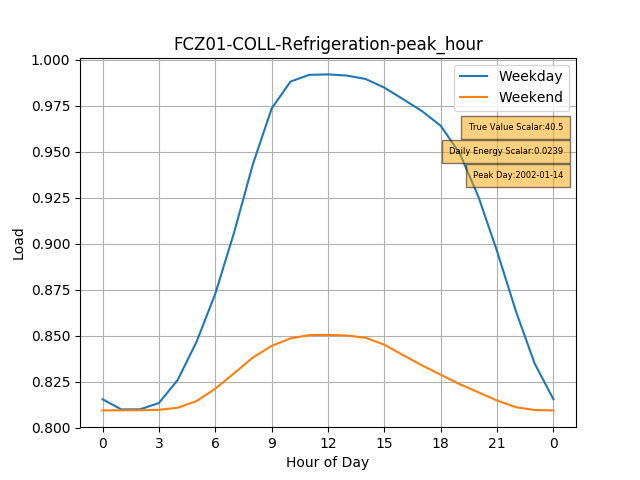 FCZ01-COLL-Refrigeration-peak_hour
1.000
0.975
0.950
0.925
0.900
0.875
0.850
0.825
0.800
Load
Weekday
Weekend
True Value Scalar:40.5
Daily Energy Scalar:0.0239
Peak Day:2002-01-14
0 3 6 9 12 15 18 21 0
Hour of Day